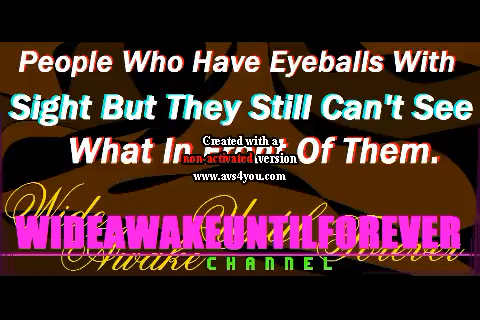 People Who Have Eyeballs With
Sight But They Still Can't See
Created with a
What In Front Of Them.
non-activated version
www.avs4you.com
Wide Until Forever
WIDEAWAKEUNTILFOREVER
Awake CHANNEL